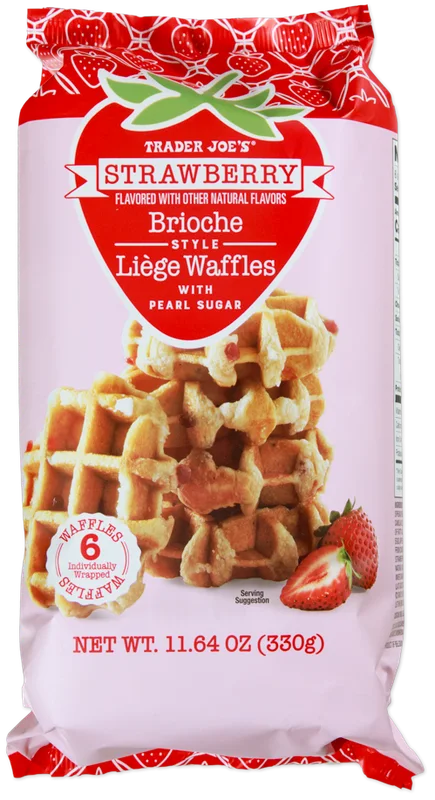 TRADER JOE'S®
STRAWBERRY
FLAVORED WITH OTHER NATURAL FLAVORS
Brioche
STYLE
Liège Waffles
WITH
PEARL SUGAR
WAFFLES
6
Individually
Wrapped
WAFFLES
Serving
Suggestion
NET WT. 11.64 OZ (330g)